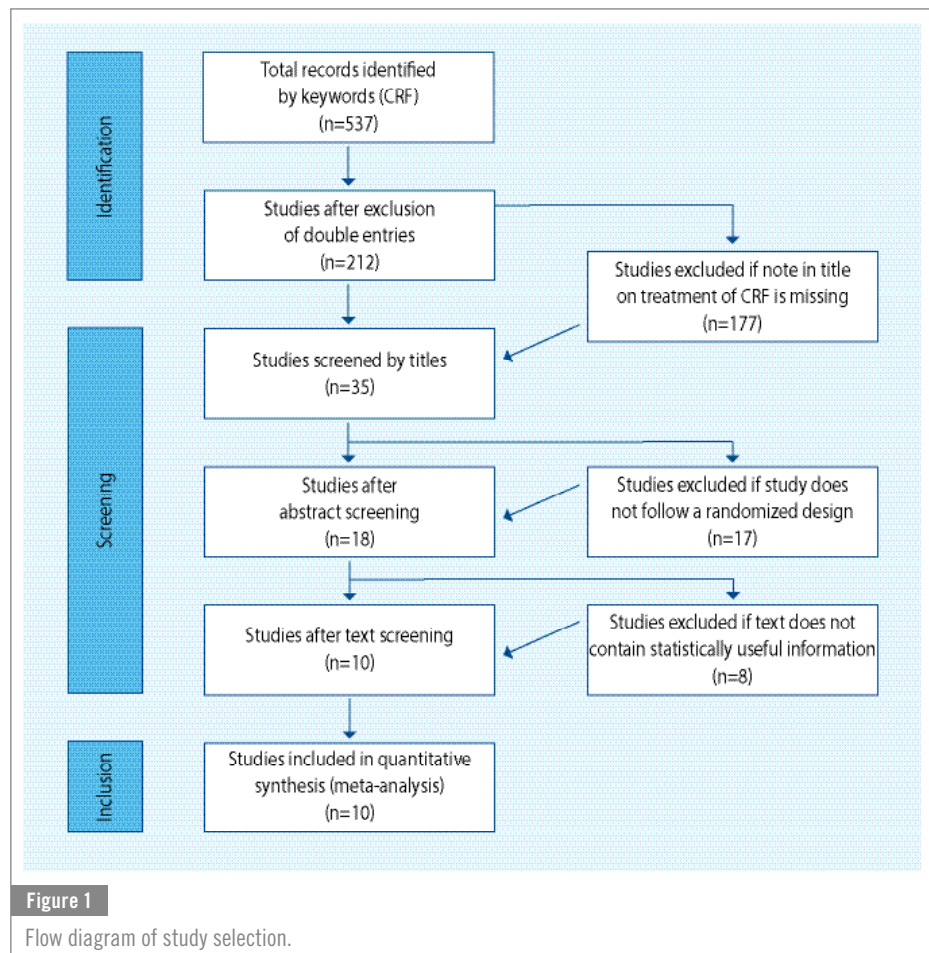 Identification
Total records identified
by keywords (CRF)
(n=537)
Studies after exclusion
of double entries
(n=212)
Studies excluded if note in title
on treatment of CRF is missing
(n=177)
Screening
Studies screened by titles
(n=35)
Studies after
abstract screening
(n=18)
Studies excluded if study does
not follow a randomized design
(n=17)
Studies after text screening
(n=10)
Studies excluded if text does not
contain statistically useful information
(n=8)
Inclusion
Studies included in quantitative
synthesis (meta-analysis)
(n=10)
Figure 1
Flow diagram of study selection.